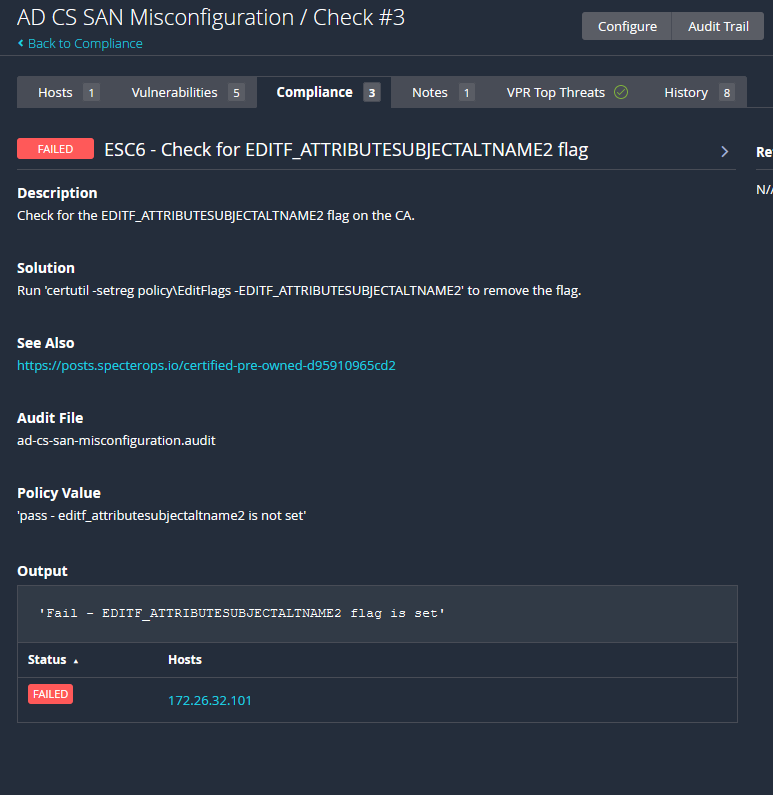 AD CS SAN Misconfiguration / Check #3
Configure
Audit Trail
Back to Compliance
Hosts 1
Vulnerabilities 5
Compliance 3
Notes 1
VPR Top Threats
History 8
FAILED
ESC6 - Check for EDITF_ATTRIBUTESUBJECTALTNAME2 flag
Re
Description
Check for the EDITF_ATTRIBUTESUBJECTALTNAME2 flag on the CA.
N/
Solution
Run 'certutil -setreg policy\EditFlags -EDITF_ATTRIBUTESUBJECTALTNAME2' to remove the flag.
See Also
https://posts.specterops.io/certified-pre-owned-d95910965cd2
Audit File
ad-cs-san-misconfiguration.audit
Policy Value
'pass - editf_attributesubjectaltname2 is not set'
Output
'Fail - EDITF_ATTRIBUTESUBJECTALTNAME2 flag is set'
Status ▲ Hosts
FAILED 172.26.32.101